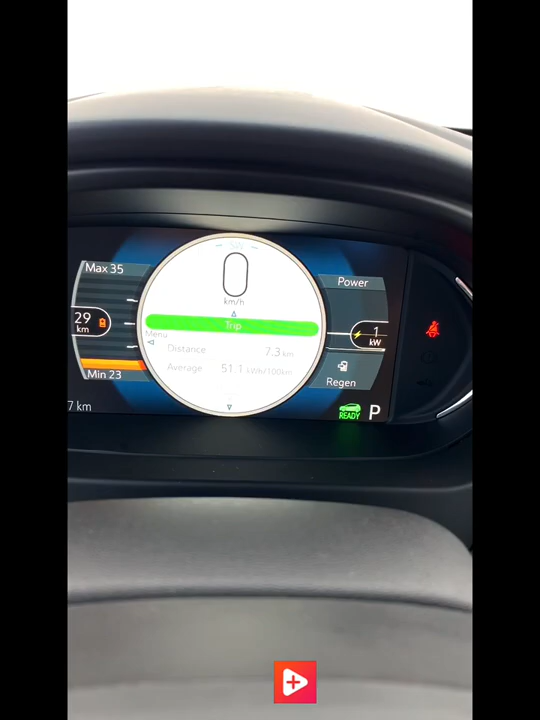 SW
Max 35
0
km/h
Power
Trip
29
km
Menu
1
kW
Distance 7.3 km
Average 51.1 kWh/100km
Min 23
Regen
7 km
READY
P